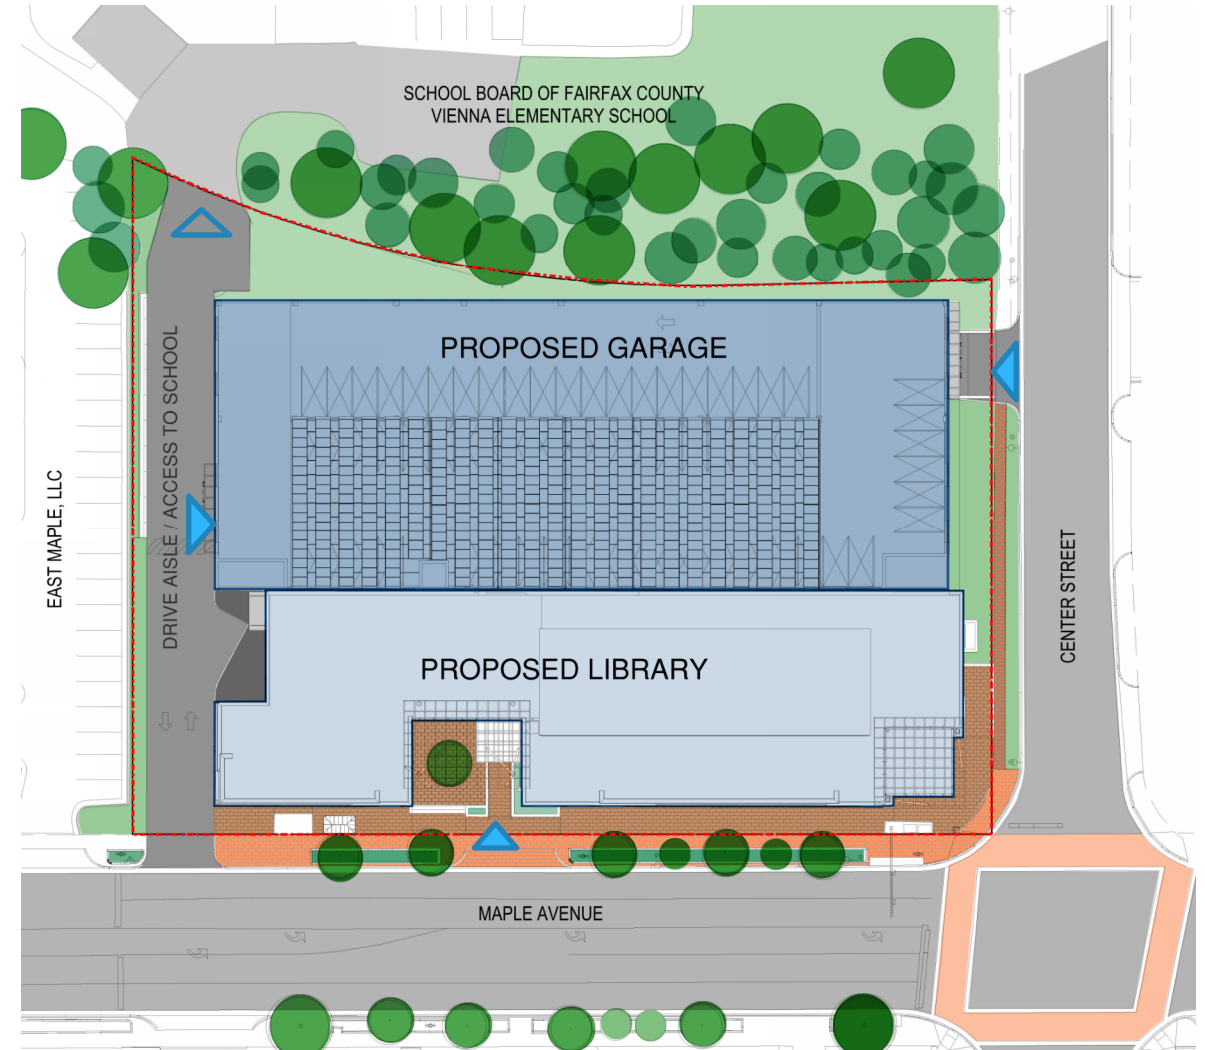 SCHOOL BOARD OF FAIRFAX COUNTY
VIENNA ELEMENTARY SCHOOL
PROPOSED GARAGE
DRIVE AISLE / ACCESS TO SCHOOL
EAST MAPLE, LLC
CENTER STREET
PROPOSED LIBRARY
MAPLE AVENUE